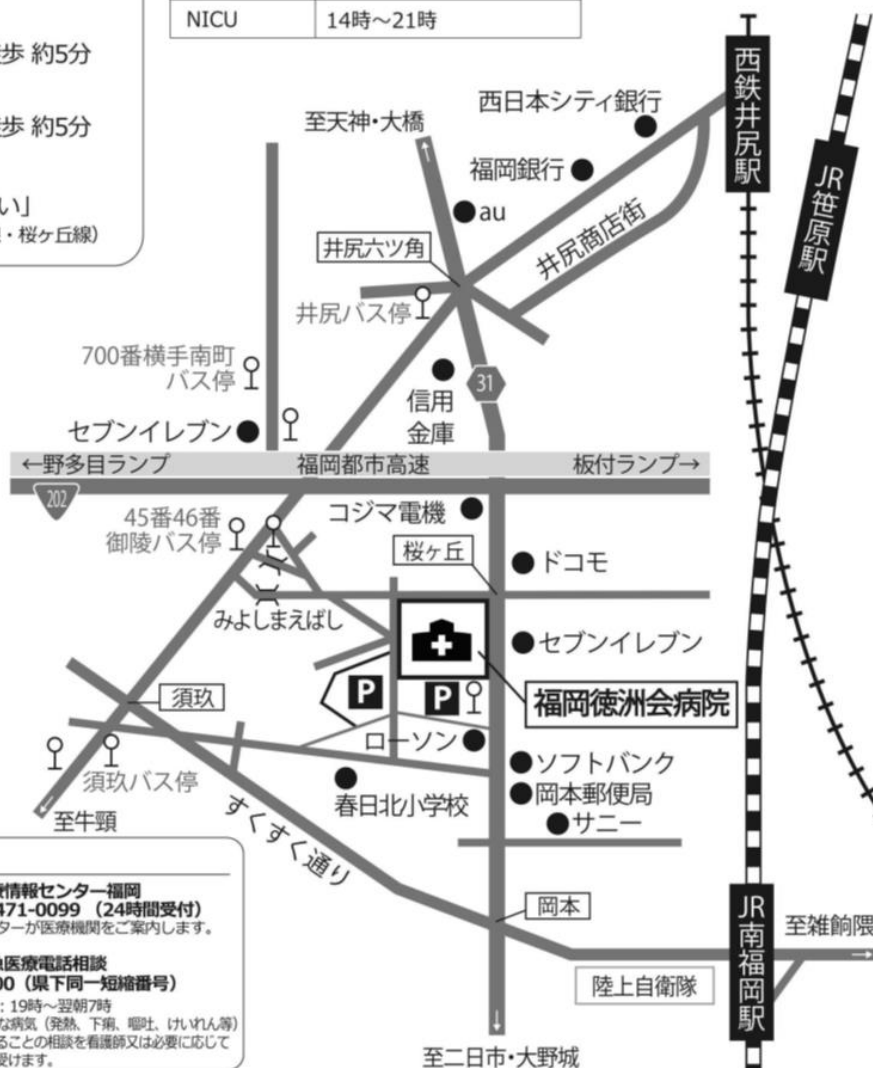 NICU 14時～21時
歩 約5分
歩 約5分
い」
・桜ヶ丘線）
西鉄井尻駅
JR笹原駅
西日本シティ銀行
至天神・大橋
福岡銀行
au
井尻商店街
井尻六ツ角
井尻バス停
700番横手南町
バス停
31
信用
金庫
セブンイレブン
←野多目ランプ 福岡都市高速 板付ランプ→
202
45番46番
御陵バス停
コジマ電機
桜ヶ丘
ドコモ
みよしまえばし
セブンイレブン
P
P
福岡徳洲会病院
須玖
ローソン
ソフトバンク
須玖バス停
春日北小学校
岡本郵便局
サニー
至牛頸
すくすく通り
岡本
JR南福岡駅
至雑餉隈
陸上自衛隊
至二日市・大野城
情報センター福岡
471-0099 （24時間受付）
ターが医療機関をご案内します。
医療電話相談
00（県下同一短縮番号）
：19時～翌朝7時
な病気（発熱、下痢、嘔吐、けいれん等）
ることの相談を看護師又は必要に応じて
受けます。